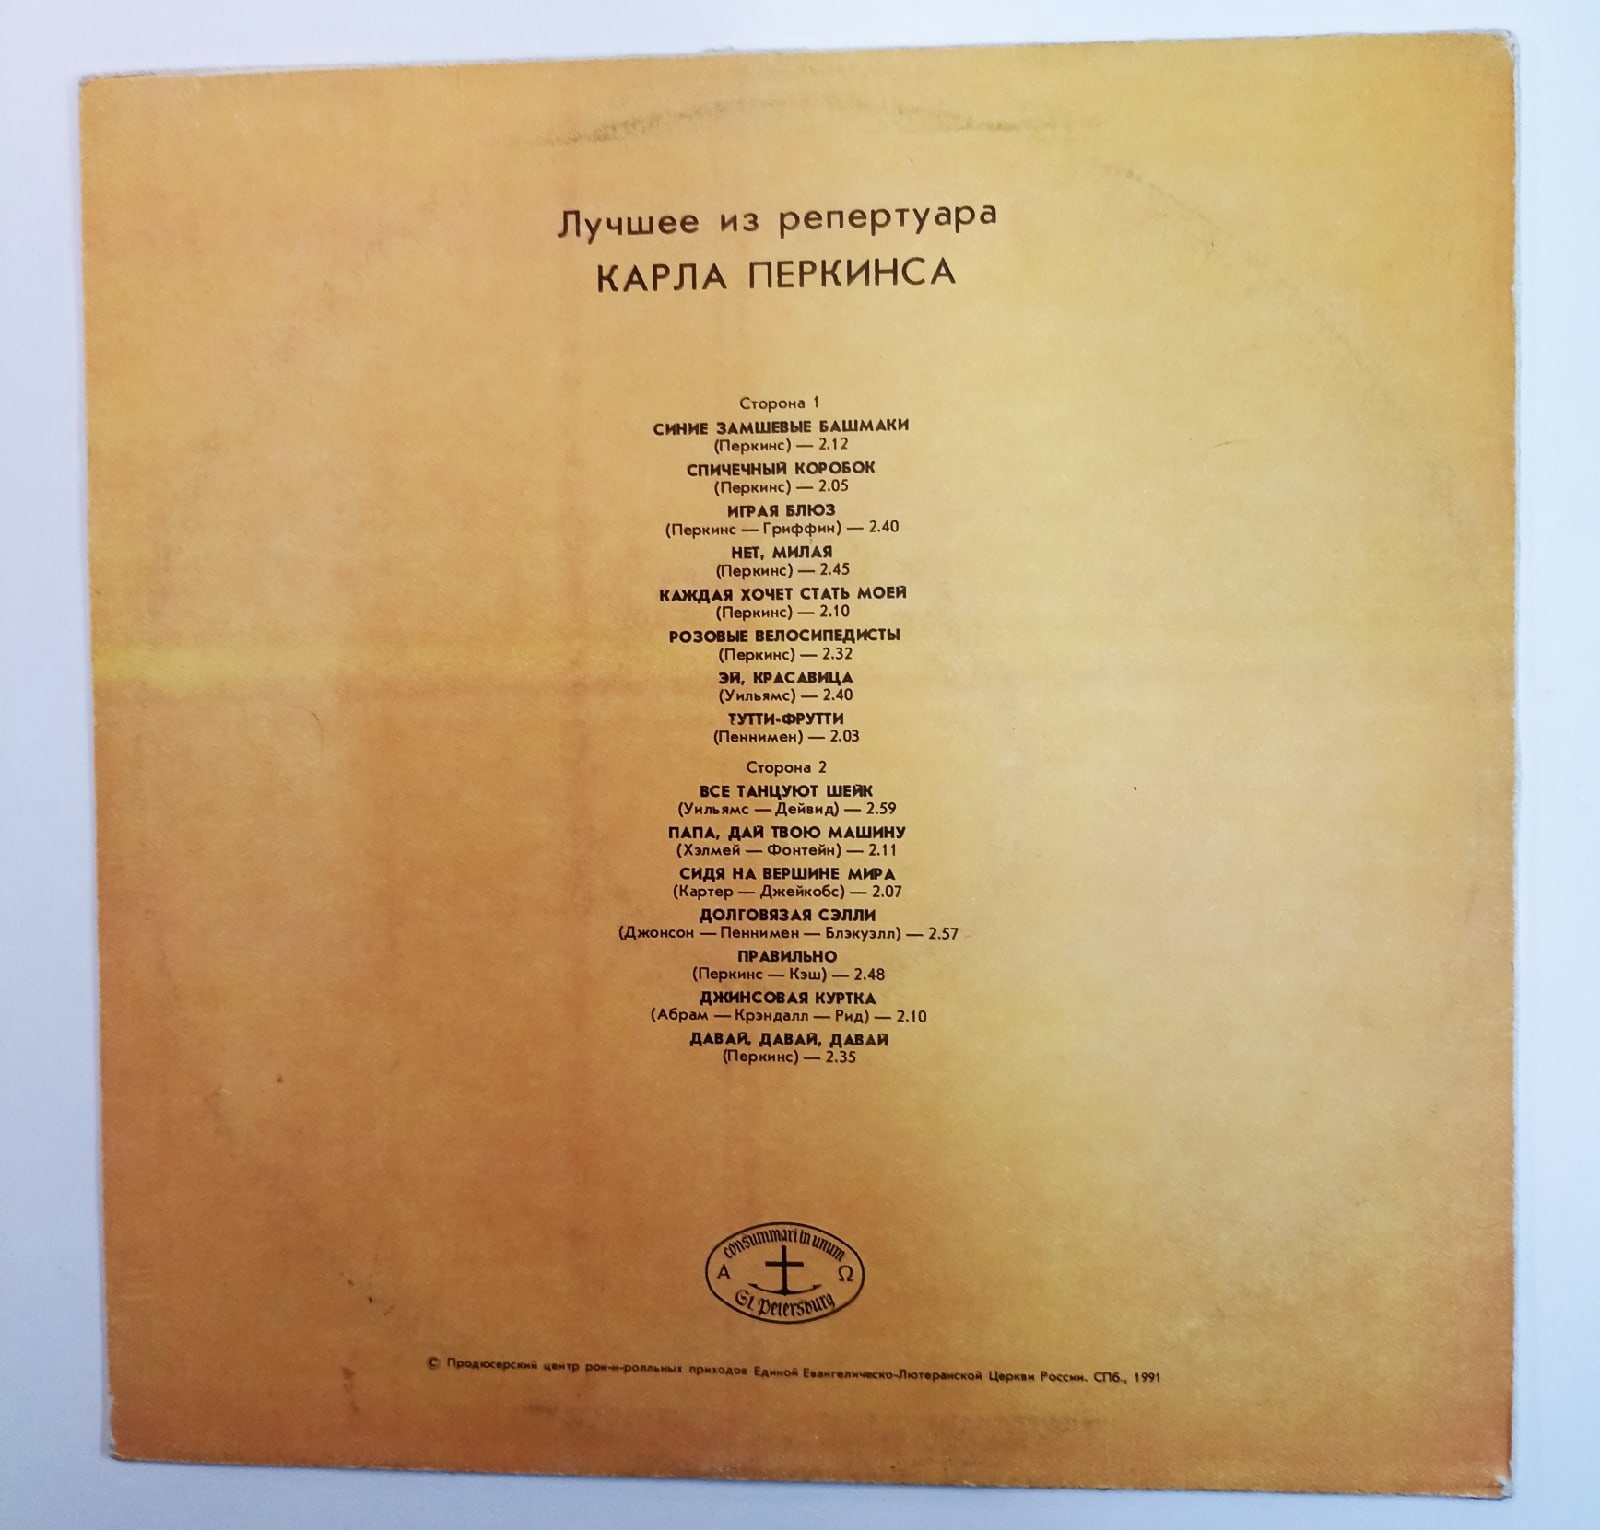 Лучшее из репертуара
КАРЛА ПЕРКИНСА
Сторона 1
СИНИЕ ЗАМШЕВЫЕ БАШМАКИ
(Перкинс) — 2.12
СПИЧЕЧНЫЙ КОРОБОК
(Перкинс) — 2.05
ИГРАЯ БЛЮЗ
(Перкинс — Гриффин) — 2.40
НЕТ, МИЛАЯ
(Перкинс) — 2.45
КАЖДАЯ ХОЧЕТ СТАТЬ МОЕЙ
(Перкинс) — 2.10
РОЗОВЫЕ ВЕЛОСИПЕДИСТЫ
(Перкинс) — 2.32
ЭЙ, КРАСАВИЦА
(Уильямс) — 2.40
ТУТТИ-ФРУТТИ
(Пеннимен) — 2.03
Сторона 2
ВСЕ ТАНЦУЮТ ШЕЙК
(Уильямс — Дейвид) — 2.59
ПАПА, ДАЙ ТВОЮ МАШИНУ
(Хэлмей — Фонтейн) — 2.11
СИДЯ НА ВЕРШИНЕ МИРА
(Картер — Джейкобс) — 2.07
ДОЛГОВЯЗАЯ СЭЛЛИ
(Джонсон — Пеннимен — Блэкуэлл) — 2.57
ПРАВИЛЬНО
(Перкинс — Кэш) — 2.48
ДЖИНСОВАЯ КУРТКА
(Абрам — Крэндалл — Рид) — 2.10
ДАВАЙ, ДАВАЙ, ДАВАЙ
(Перкинс) — 2.35
consummari in unum
Α Ω
St. Petersburg
© Продюсерский центр рок-н-ролльных приходов Единой Евангелическо-Лютеранской Церкви России. СПб., 1991